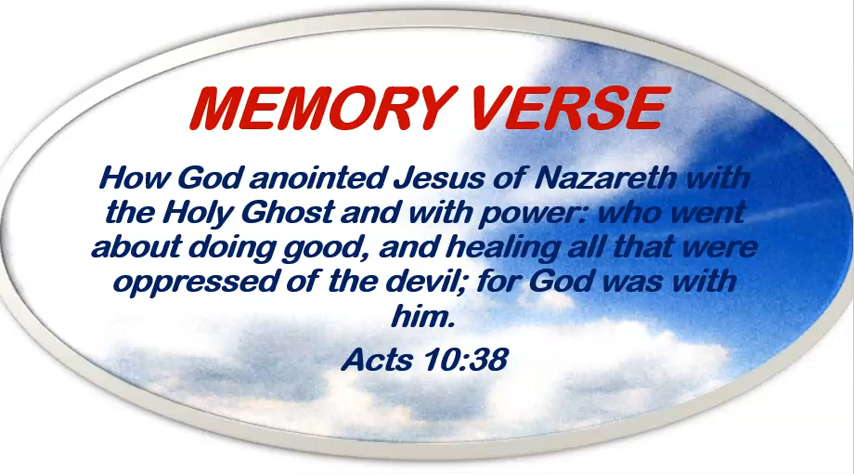 MEMORY VERSE
How God anointed Jesus of Nazareth with
the Holy Ghost and with power: who went
about doing good, and healing all that were
oppressed of the devil; for God was with
him.
Acts 10:38